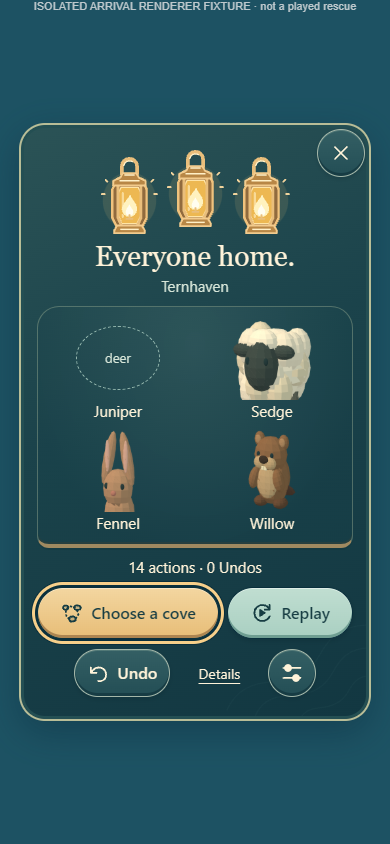 ISOLATED ARRIVAL RENDERER FIXTURE · not a played rescue
Everyone home.
Ternhaven
deer
Juniper
Sedge
Fennel
Willow
14 actions · 0 Undos
Choose a cove
Replay
Undo
Details